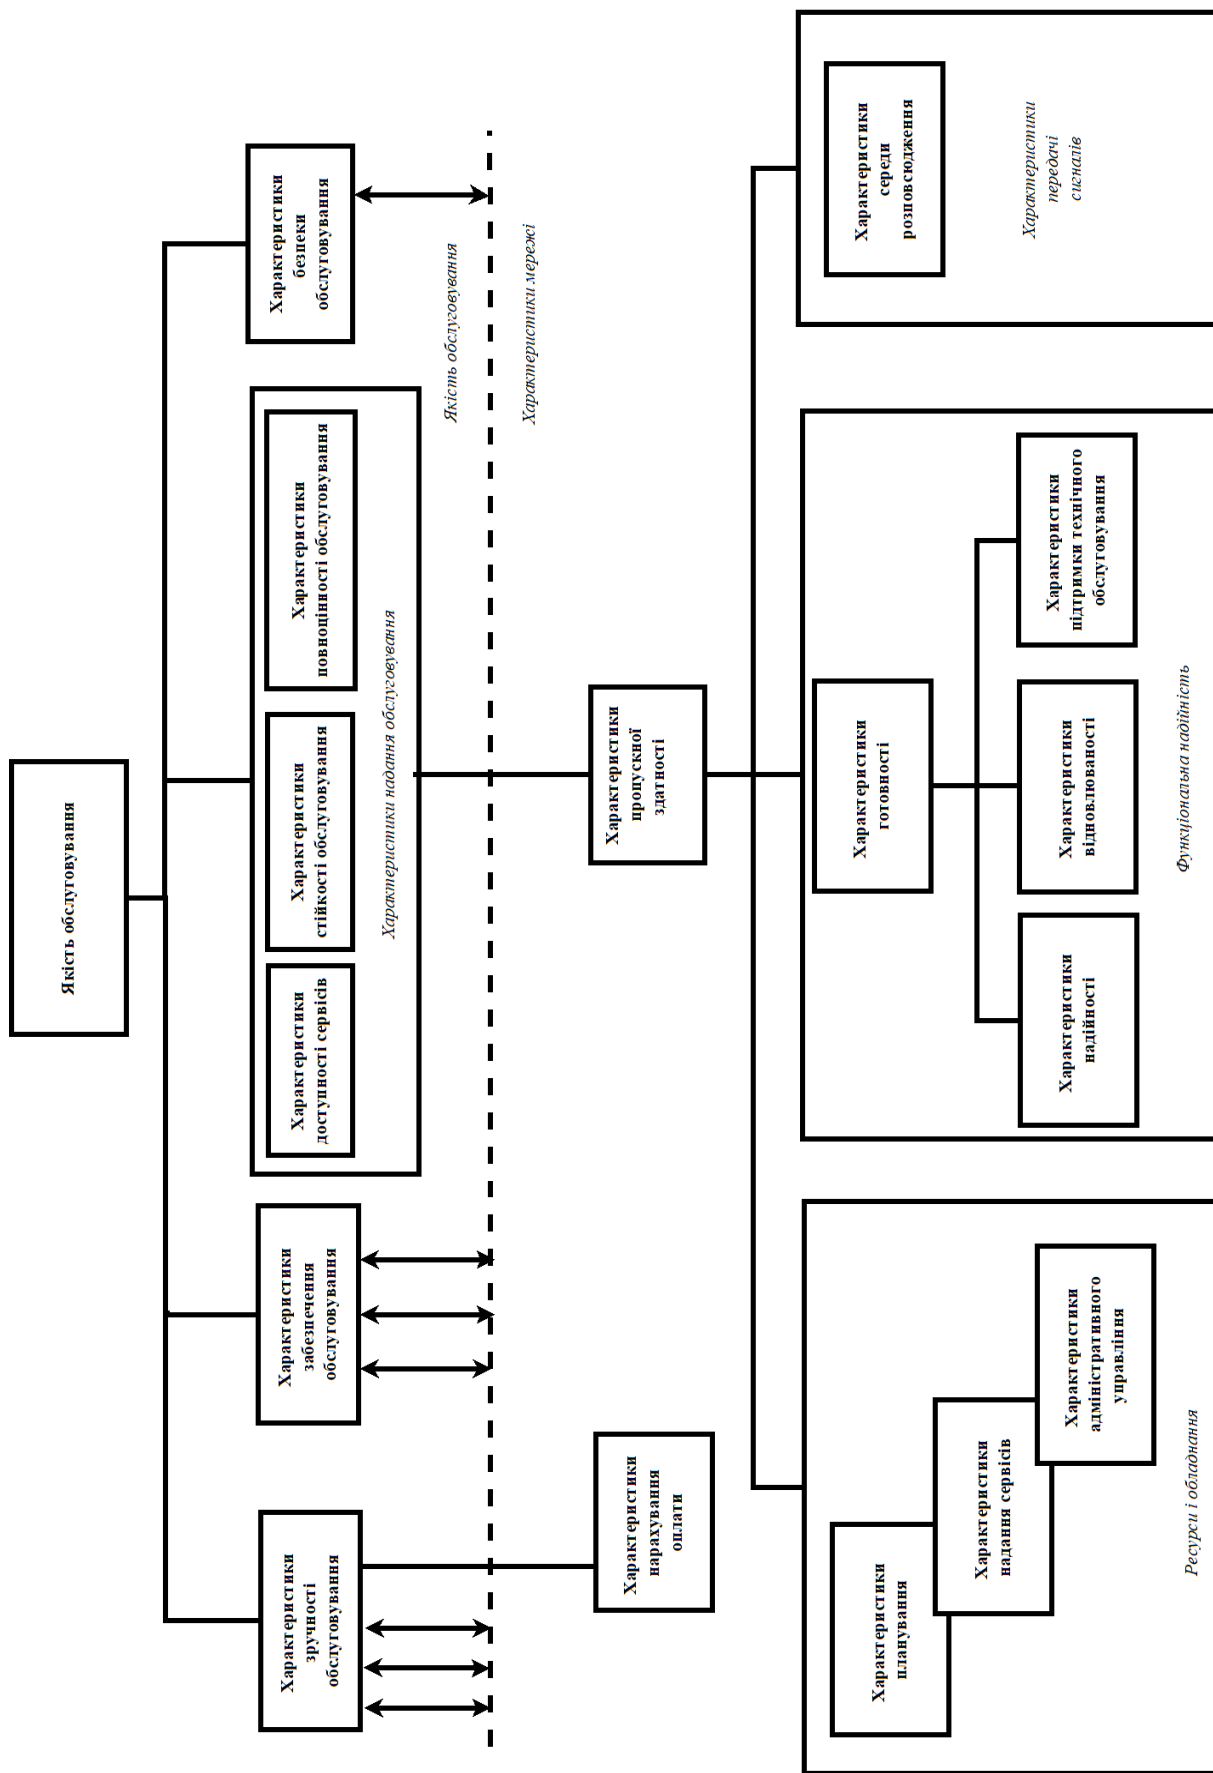 Якість обслуговування
Характеристики
зручності
обслуговування
Характеристики
забезпечення
обслуговування
Характеристики
доступності сервісів
Характеристики
стійкості обслуговування
Характеристики
повноцінності обслуговування
Характеристики надання обслуговування
Характеристики
безпеки
обслуговування
Якість обслуговування
Характеристики мережі
Характеристики
нарахування
оплати
Характеристики
пропускної
здатності
Характеристики
планування
Характеристики
надання сервісів
Характеристики
адміністративного
управління
Ресурси і обладнання
Характеристики
готовності
Характеристики
надійності
Характеристики
відновлюваності
Характеристики
підтримки технічного
обслуговування
Функціональна надійність
Характеристики
середи
розповсюдження
Характеристики
передачі
сигналів